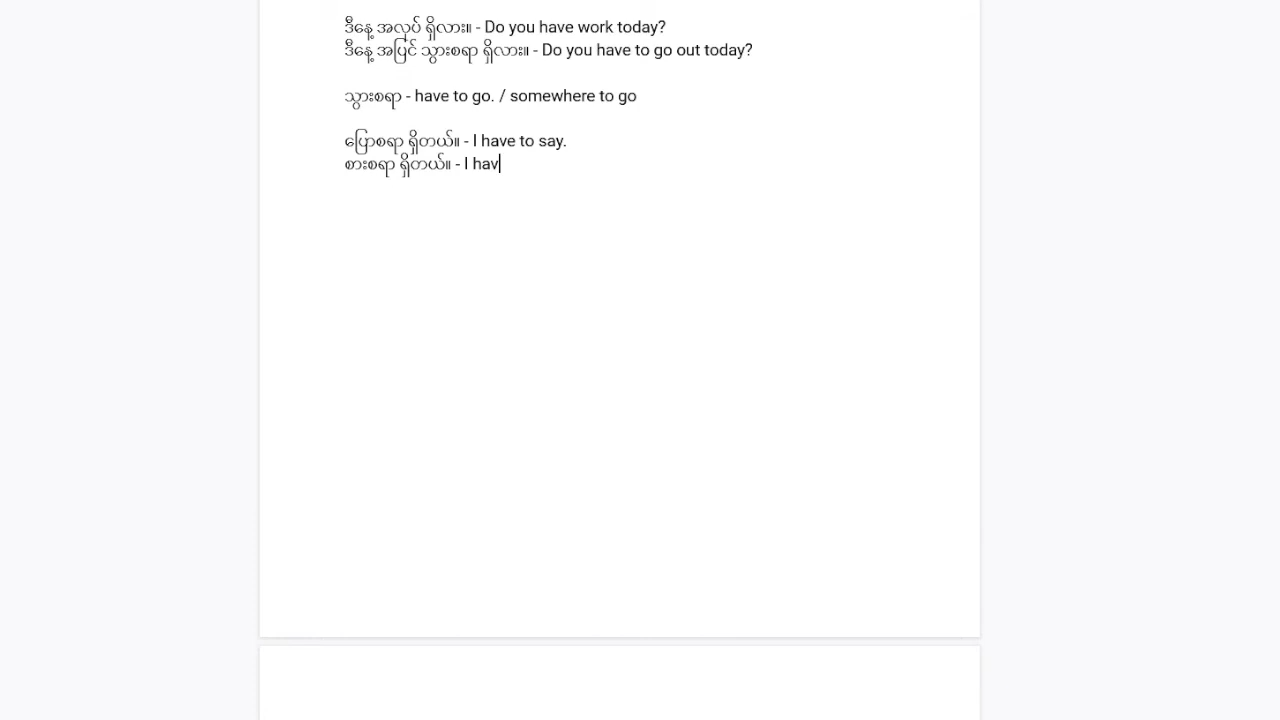 ဒီနေ့ အလုပ် ရှိလား။ - Do you have work today?
ဒီနေ့ အပြင် သွားစရာ ရှိလား။ - Do you have to go out today?
သွားစရာ - have to go. / somewhere to go
ပြောစရာ ရှိတယ်။ - I have to say.
စားစရာ ရှိတယ်။ - I hav